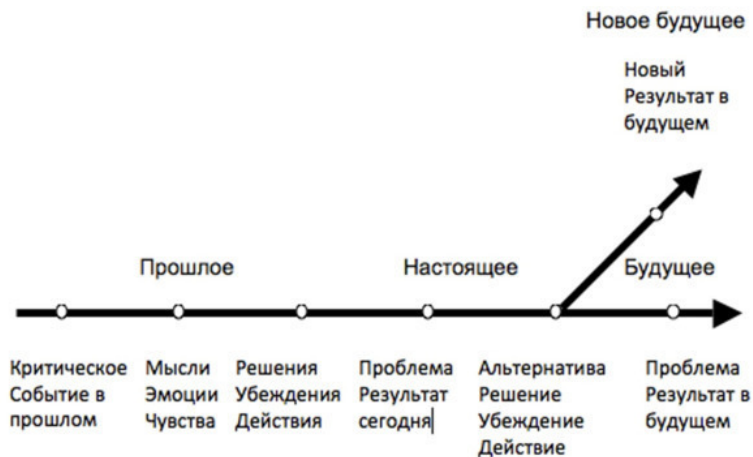 Новое будущее
Новый
Результат в
будущем
Прошлое
Настоящее
Будущее
Критическое
Событие в
прошлом
Мысли
Эмоции
Чувства
Решения
Убеждения
Действия
Проблема
Результат
сегодня
Альтернатива
Решение
Убеждение
Действие
Проблема
Результат в
будущем